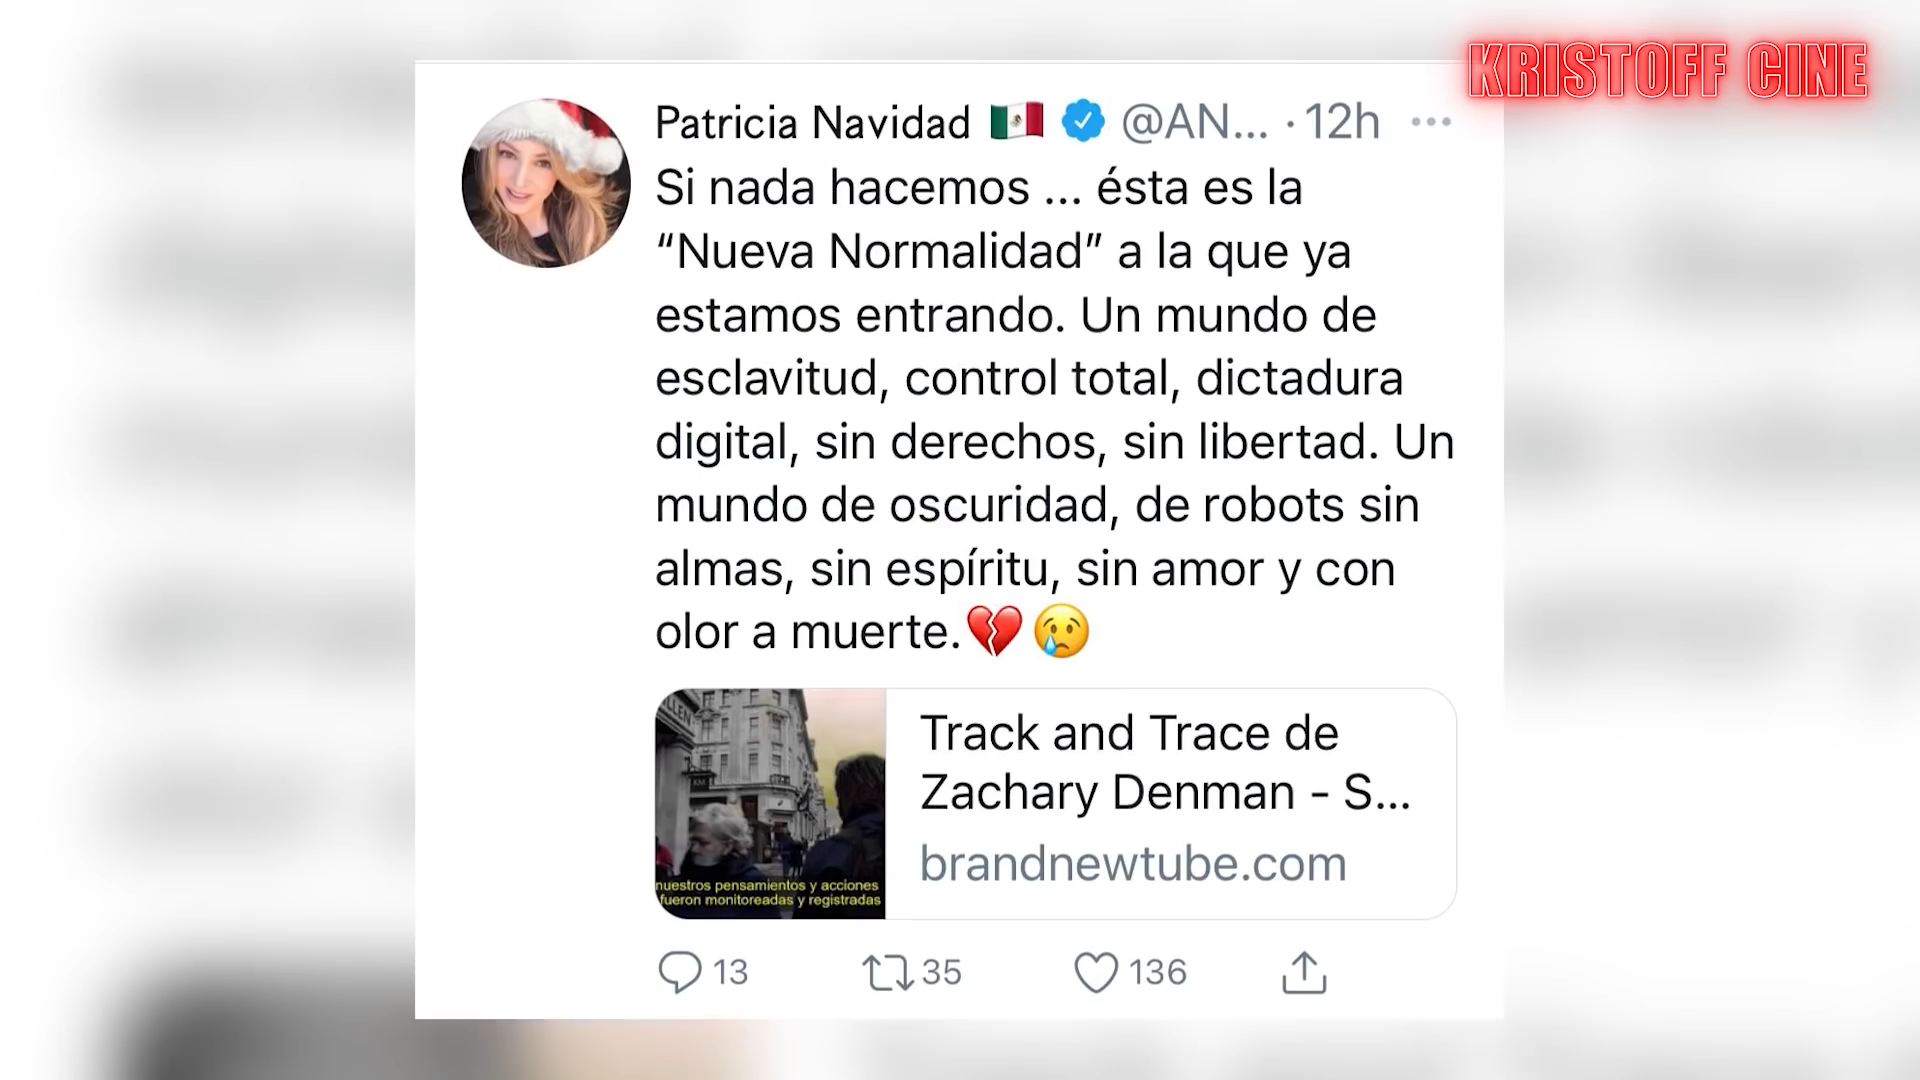 KRISTOFF CINE
Patricia Navidad 🇲🇽 @AN... · 12h
Si nada hacemos ... ésta es la
“Nueva Normalidad” a la que ya
estamos entrando. Un mundo de
esclavitud, control total, dictadura
digital, sin derechos, sin libertad. Un
mundo de oscuridad, de robots sin
almas, sin espíritu, sin amor y con
olor a muerte.💔😢
Track and Trace de
Zachary Denman - S...
brandnewtube.com
nuestros pensamientos y acciones
fueron monitoreadas y registradas
13 35 136